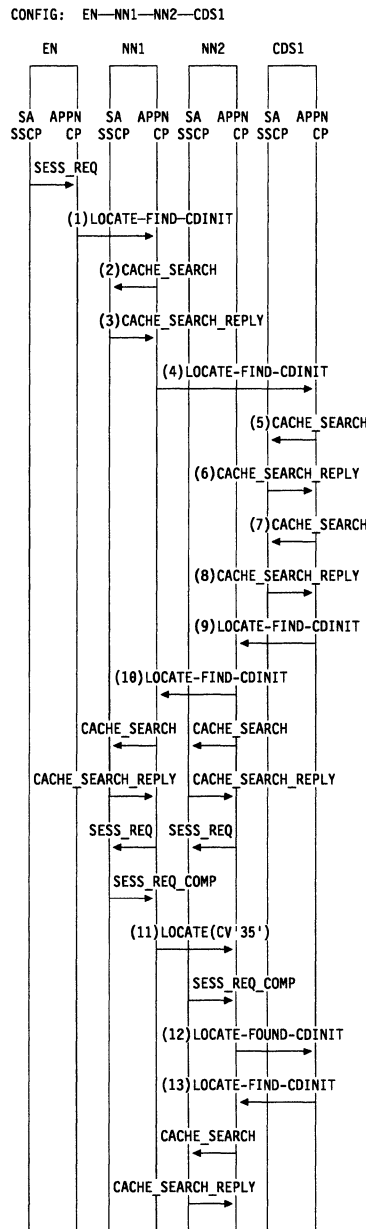 CONFIG: EN—NN1—NN2—CDS1
EN NN1 NN2 CDS1
SA APPN SA APPN SA APPN SA APPN
SSCP CP SSCP CP SSCP CP SSCP CP
SESS_REQ
(1)LOCATE-FIND-CDINIT
(2)CACHE_SEARCH
(3)CACHE_SEARCH_REPLY
(4)LOCATE-FIND-CDINIT
(5)CACHE_SEARCH
(6)CACHE_SEARCH_REPLY
(7)CACHE_SEARCH
(8)CACHE_SEARCH_REPLY
(9)LOCATE-FIND-CDINIT
(10)LOCATE-FIND-CDINIT
CACHE_SEARCH CACHE_SEARCH
CACHE_SEARCH_REPLY CACHE_SEARCH_REPLY
SESS_REQ SESS_REQ
SESS_REQ_COMP
(11)LOCATE(CV'35')
SESS_REQ_COMP
(12)LOCATE-FOUND-CDINIT
(13)LOCATE-FIND-CDINIT
CACHE_SEARCH
CACHE_SEARCH_REPLY